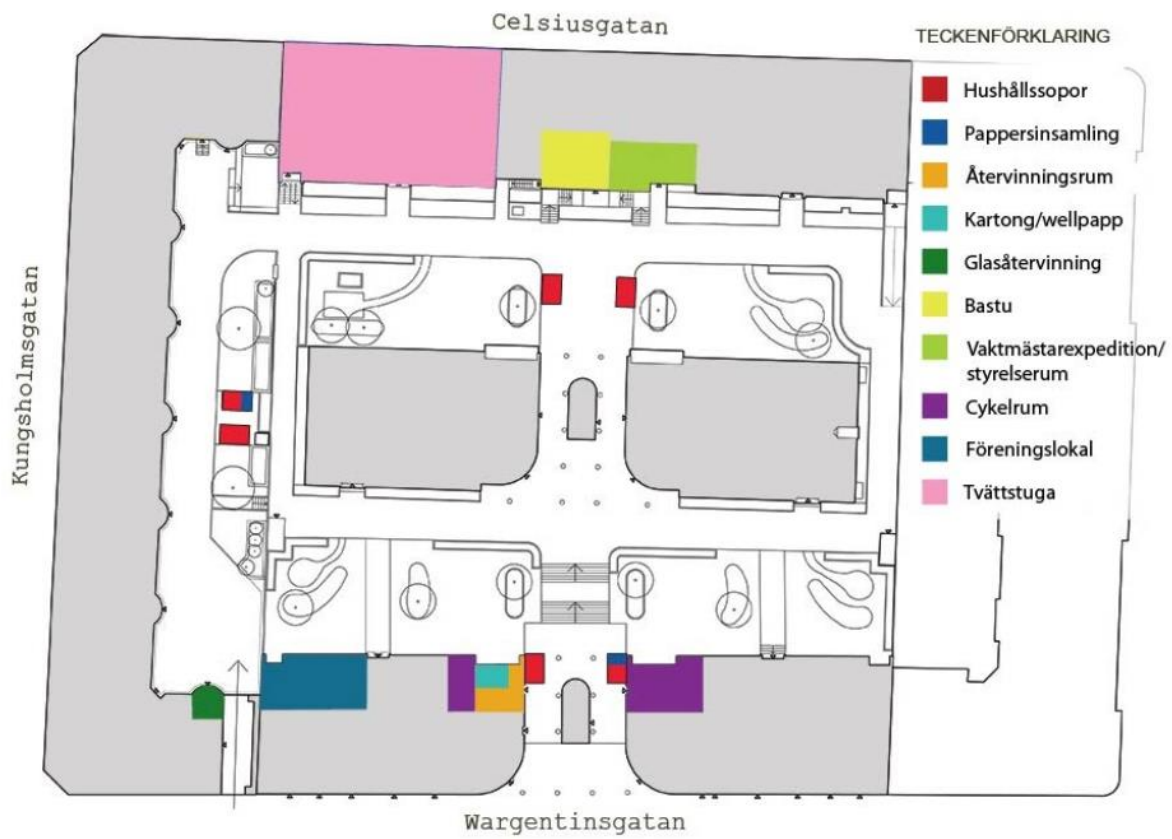 Celsiusgatan
TECKENFÖRKLARING
Hushållssopor
Pappersinsamling
Återvinningsrum
Kartong/wellpapp
Glasåtervinning
Bastu
Vaktmästarexpedition/
styrelserum
Cykelrum
Föreningslokal
Tvättstuga
Kungsholmsgatan
Wargentinsgatan